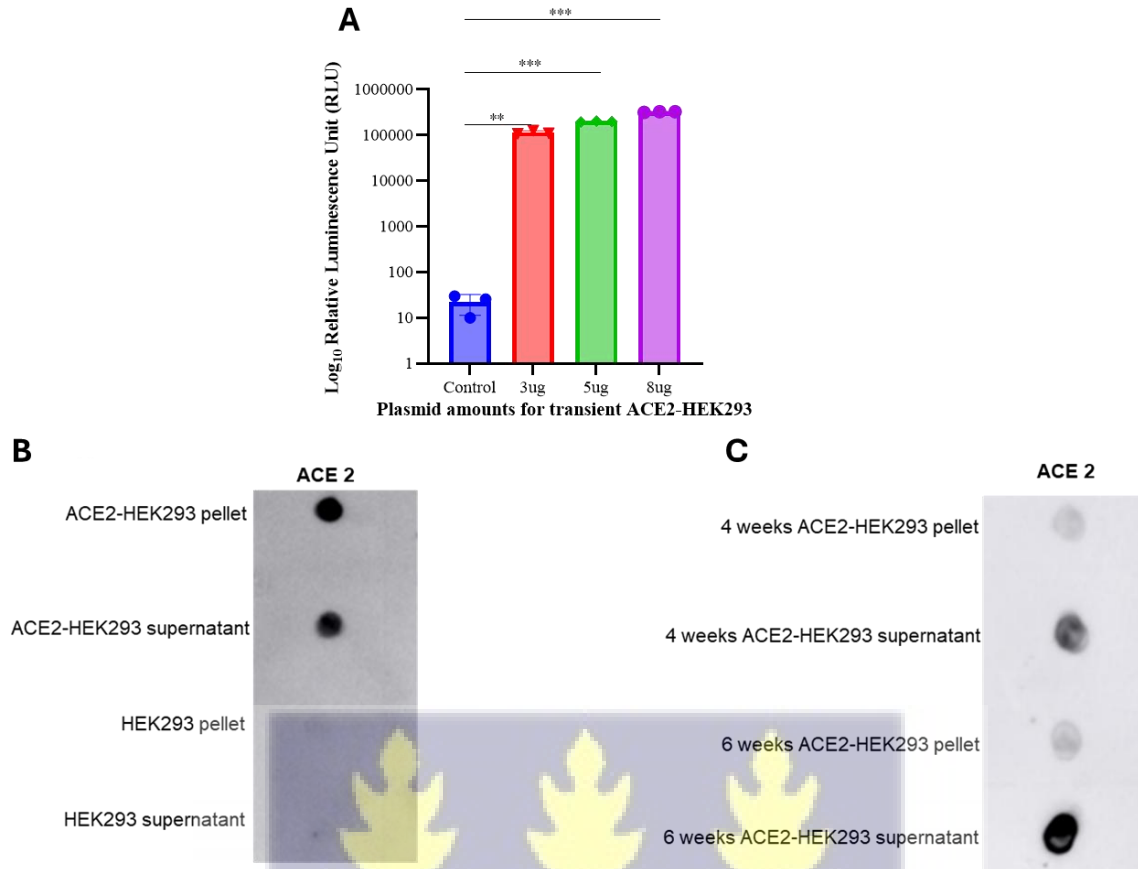 A
***
***
**
Log10 Relative Luminescence Unit (RLU)
1000000
100000
10000
1000
100
10
1
Control 3ug 5ug 8ug
Plasmid amounts for transient ACE2-HEK293
B
ACE 2
ACE2-HEK293 pellet
ACE2-HEK293 supernatant
HEK293 pellet
HEK293 supernatant
C
ACE 2
4 weeks ACE2-HEK293 pellet
4 weeks ACE2-HEK293 supernatant
6 weeks ACE2-HEK293 pellet
6 weeks ACE2-HEK293 supernatant